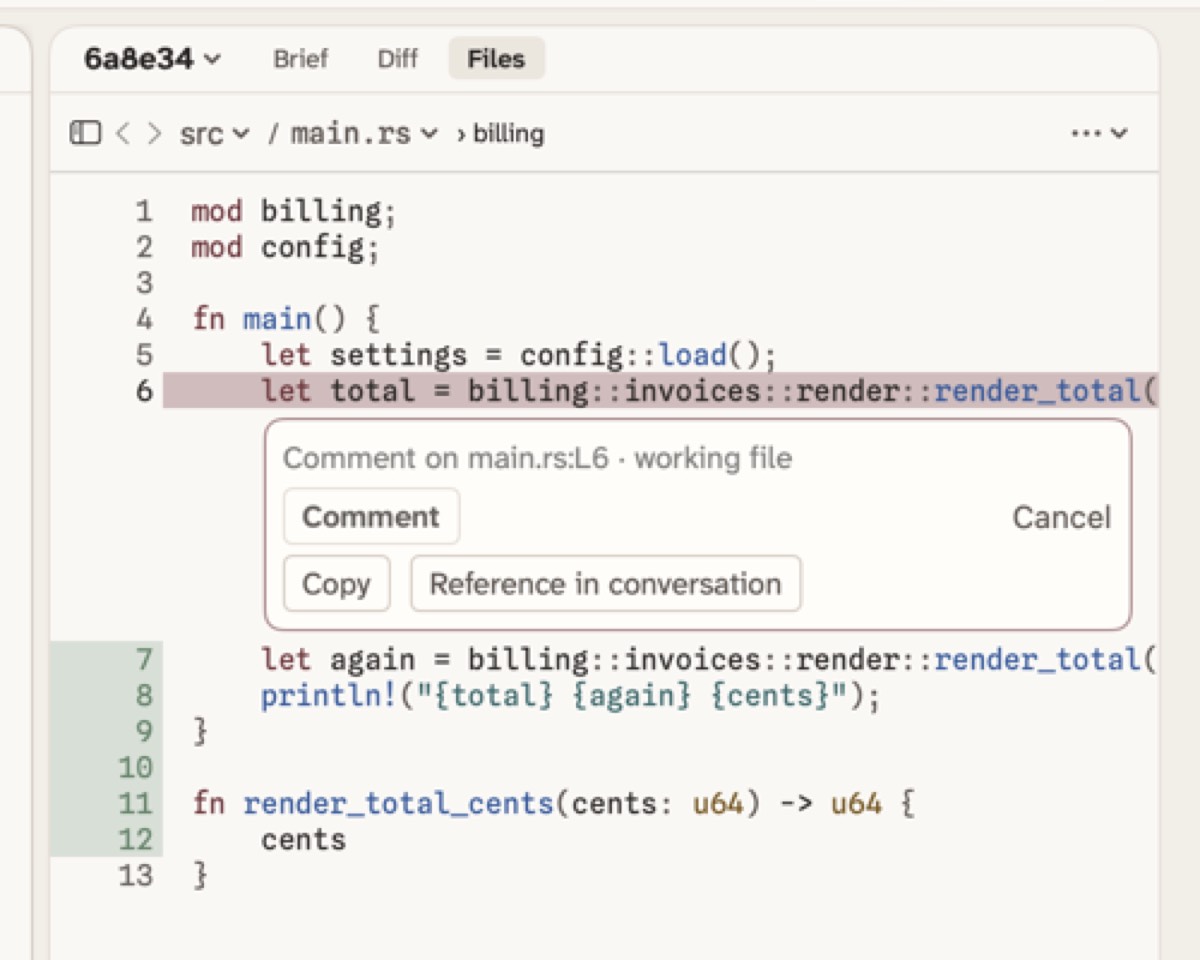 6a8e34 Brief Diff Files
src / main.rs › billing ...
1 mod billing;
2 mod config;
3
4 fn main() {
5     let settings = config::load();
6     let total = billing::invoices::render::render_total(
Comment on main.rs:L6 · working file
Comment Cancel
Copy Reference in conversation
7     let again = billing::invoices::render::render_total(
8     println!("{total} {again} {cents}");
9 }
10
11 fn render_total_cents(cents: u64) -> u64 {
12     cents
13 }